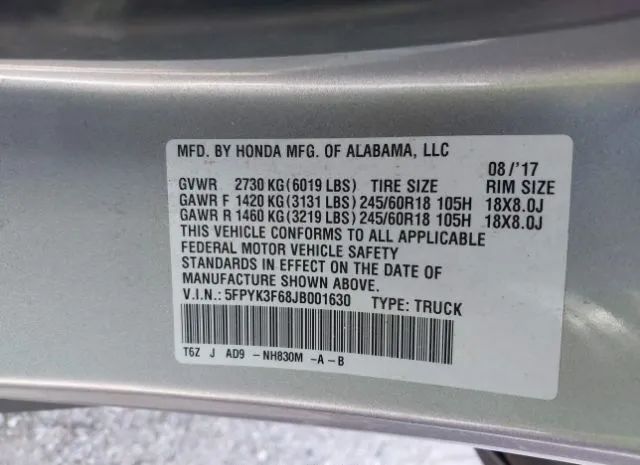 MFD. BY HONDA MFG. OF ALABAMA, LLC
08/'17
GVWR 2730 KG(6019 LBS) TIRE SIZE RIM SIZE
GAWR F 1420 KG(3131 LBS) 245/60R18 105H 18X8.0J
GAWR R 1460 KG(3219 LBS) 245/60R18 105H 18X8.0J
THIS VEHICLE CONFORMS TO ALL APPLICABLE
FEDERAL MOTOR VEHICLE SAFETY
STANDARDS IN EFFECT ON THE DATE OF
MANUFACTURE SHOWN ABOVE.
V.I.N.: 5FPYK3F68JB001630 TYPE: TRUCK
T6Z J AD9 -NH830M -A-B